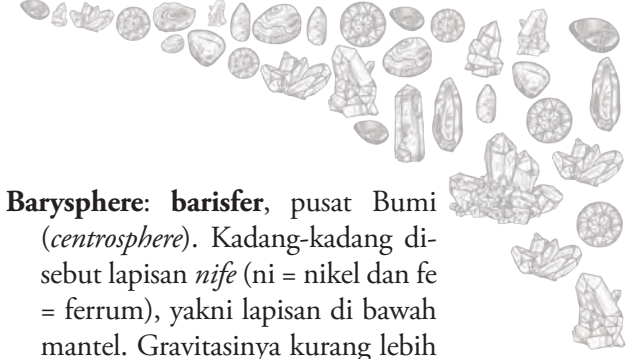 Barysphere: barisfer, pusat Bumi
(centrosphere). Kadang-kadang di-
sebut lapisan nife (ni = nikel dan fe
= ferrum), yakni lapisan di bawah
mantel. Gravitasinya kurang lebih